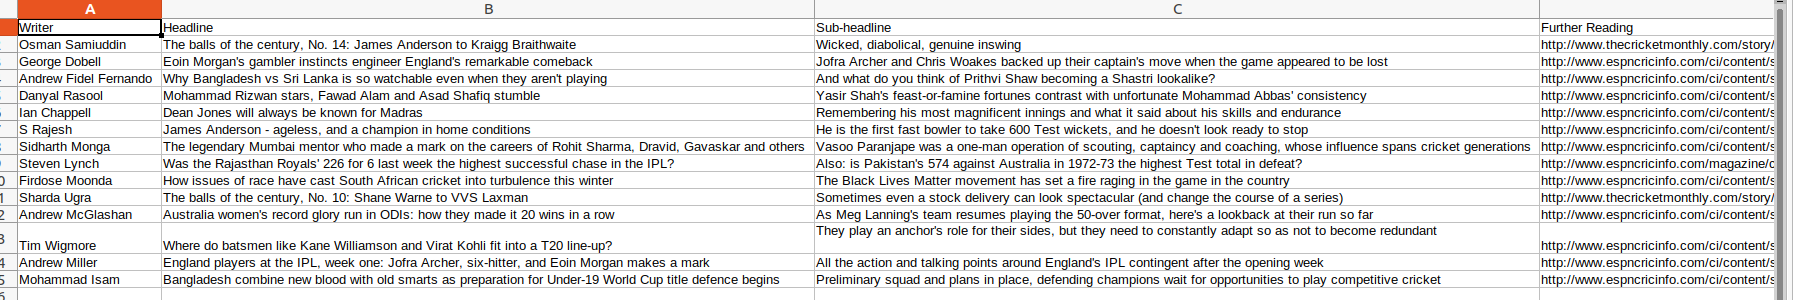 A B C
Writer Headline Sub-headline Further Reading
Osman Samiuddin The balls of the century, No. 14: James Anderson to Kraigg Braithwaite Wicked, diabolical, genuine inswing http://www.thecricketmonthly.com/story/
George Dobell Eoin Morgan's gambler instincts engineer England's remarkable comeback Jofra Archer and Chris Woakes backed up their captain's move when the game appeared to be lost http://www.espncricinfo.com/ci/content/s
Andrew Fidel Fernando Why Bangladesh vs Sri Lanka is so watchable even when they aren't playing And what do you think of Prithvi Shaw becoming a Shastri lookalike? http://www.espncricinfo.com/ci/content/s
Danyal Rasool Mohammad Rizwan stars, Fawad Alam and Asad Shafiq stumble Yasir Shah's feast-or-famine fortunes contrast with unfortunate Mohammad Abbas' consistency http://www.espncricinfo.com/ci/content/s
Ian Chappell Dean Jones will always be known for Madras Remembering his most magnificent innings and what it said about his skills and endurance http://www.espncricinfo.com/ci/content/s
S Rajesh James Anderson - ageless, and a champion in home conditions He is the first fast bowler to take 600 Test wickets, and he doesn't look ready to stop http://www.espncricinfo.com/ci/content/s
Sidharth Monga The legendary Mumbai mentor who made a mark on the careers of Rohit Sharma, Dravid, Gavaskar and others Vasoo Paranjape was a one-man operation of scouting, captaincy and coaching, whose influence spans cricket generations http://www.espncricinfo.com/ci/content/s
Steven Lynch Was the Rajasthan Royals' 226 for 6 last week the highest successful chase in the IPL? Also: is Pakistan's 574 against Australia in 1972-73 the highest Test total in defeat? http://www.espncricinfo.com/magazine/c
0 Firdose Moonda How issues of race have cast South African cricket into turbulence this winter The Black Lives Matter movement has set a fire raging in the game in the country http://www.espncricinfo.com/ci/content/s
1 Sharda Ugra The balls of the century, No. 10: Shane Warne to VVS Laxman Sometimes even a stock delivery can look spectacular (and change the course of a series) http://www.thecricketmonthly.com/story/
2 Andrew McGlashan Australia women's record glory run in ODIs: how they made it 20 wins in a row As Meg Lanning's team resumes playing the 50-over format, here's a lookback at their run so far http://www.espncricinfo.com/ci/content/s
3 Tim Wigmore Where do batsmen like Kane Williamson and Virat Kohli fit into a T20 line-up? They play an anchor's role for their sides, but they need to constantly adapt so as not to become redundant http://www.espncricinfo.com/ci/content/s
4 Andrew Miller England players at the IPL, week one: Jofra Archer, six-hitter, and Eoin Morgan makes a mark All the action and talking points around England's IPL contingent after the opening week http://www.espncricinfo.com/ci/content/s
5 Mohammad Isam Bangladesh combine new blood with old smarts as preparation for Under-19 World Cup title defence begins Preliminary squad and plans in place, defending champions wait for opportunities to play competitive cricket http://www.espncricinfo.com/ci/content/s